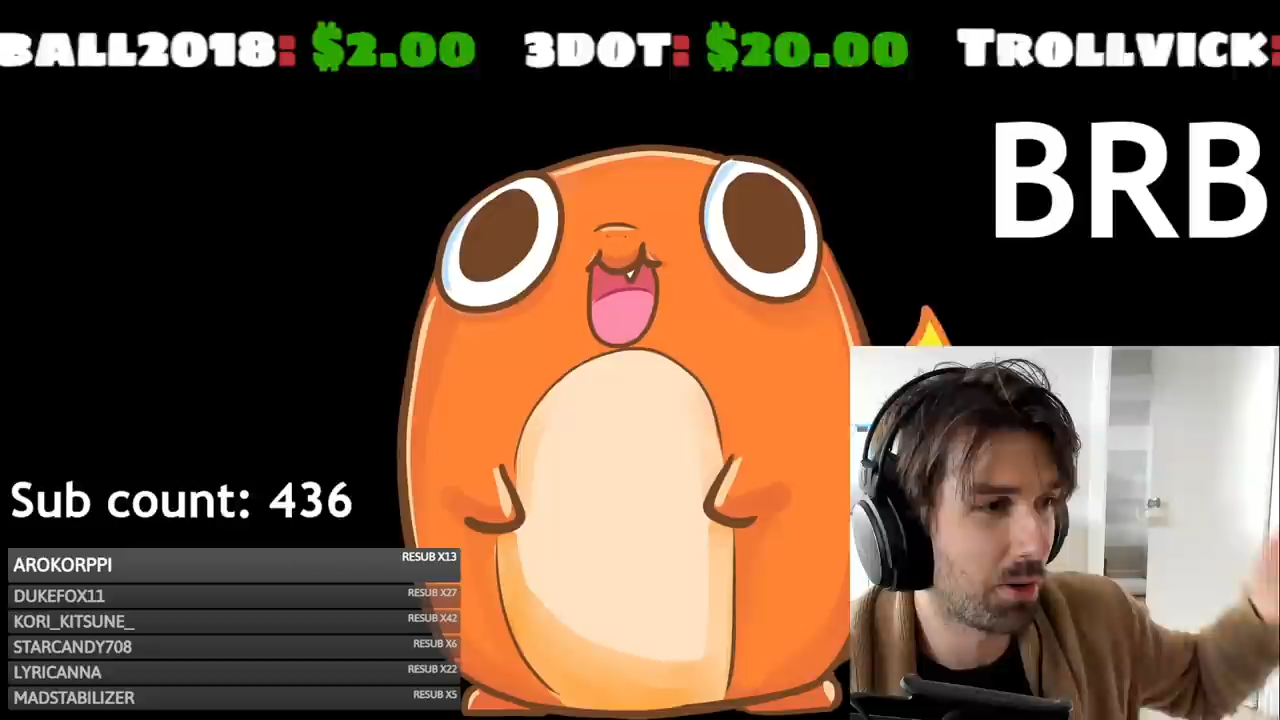 BALL2018: $2.00 3DOT: $20.00 TROLLVICK:
BRB
Sub count: 436
AROKORPPI RESUB X13
DUKEFOX11 RESUB X27
KORI_KITSUNE_ RESUB X42
STARCANDY708 RESUB X6
LYRICANNA RESUB X22
MADSTABILIZER RESUB X5